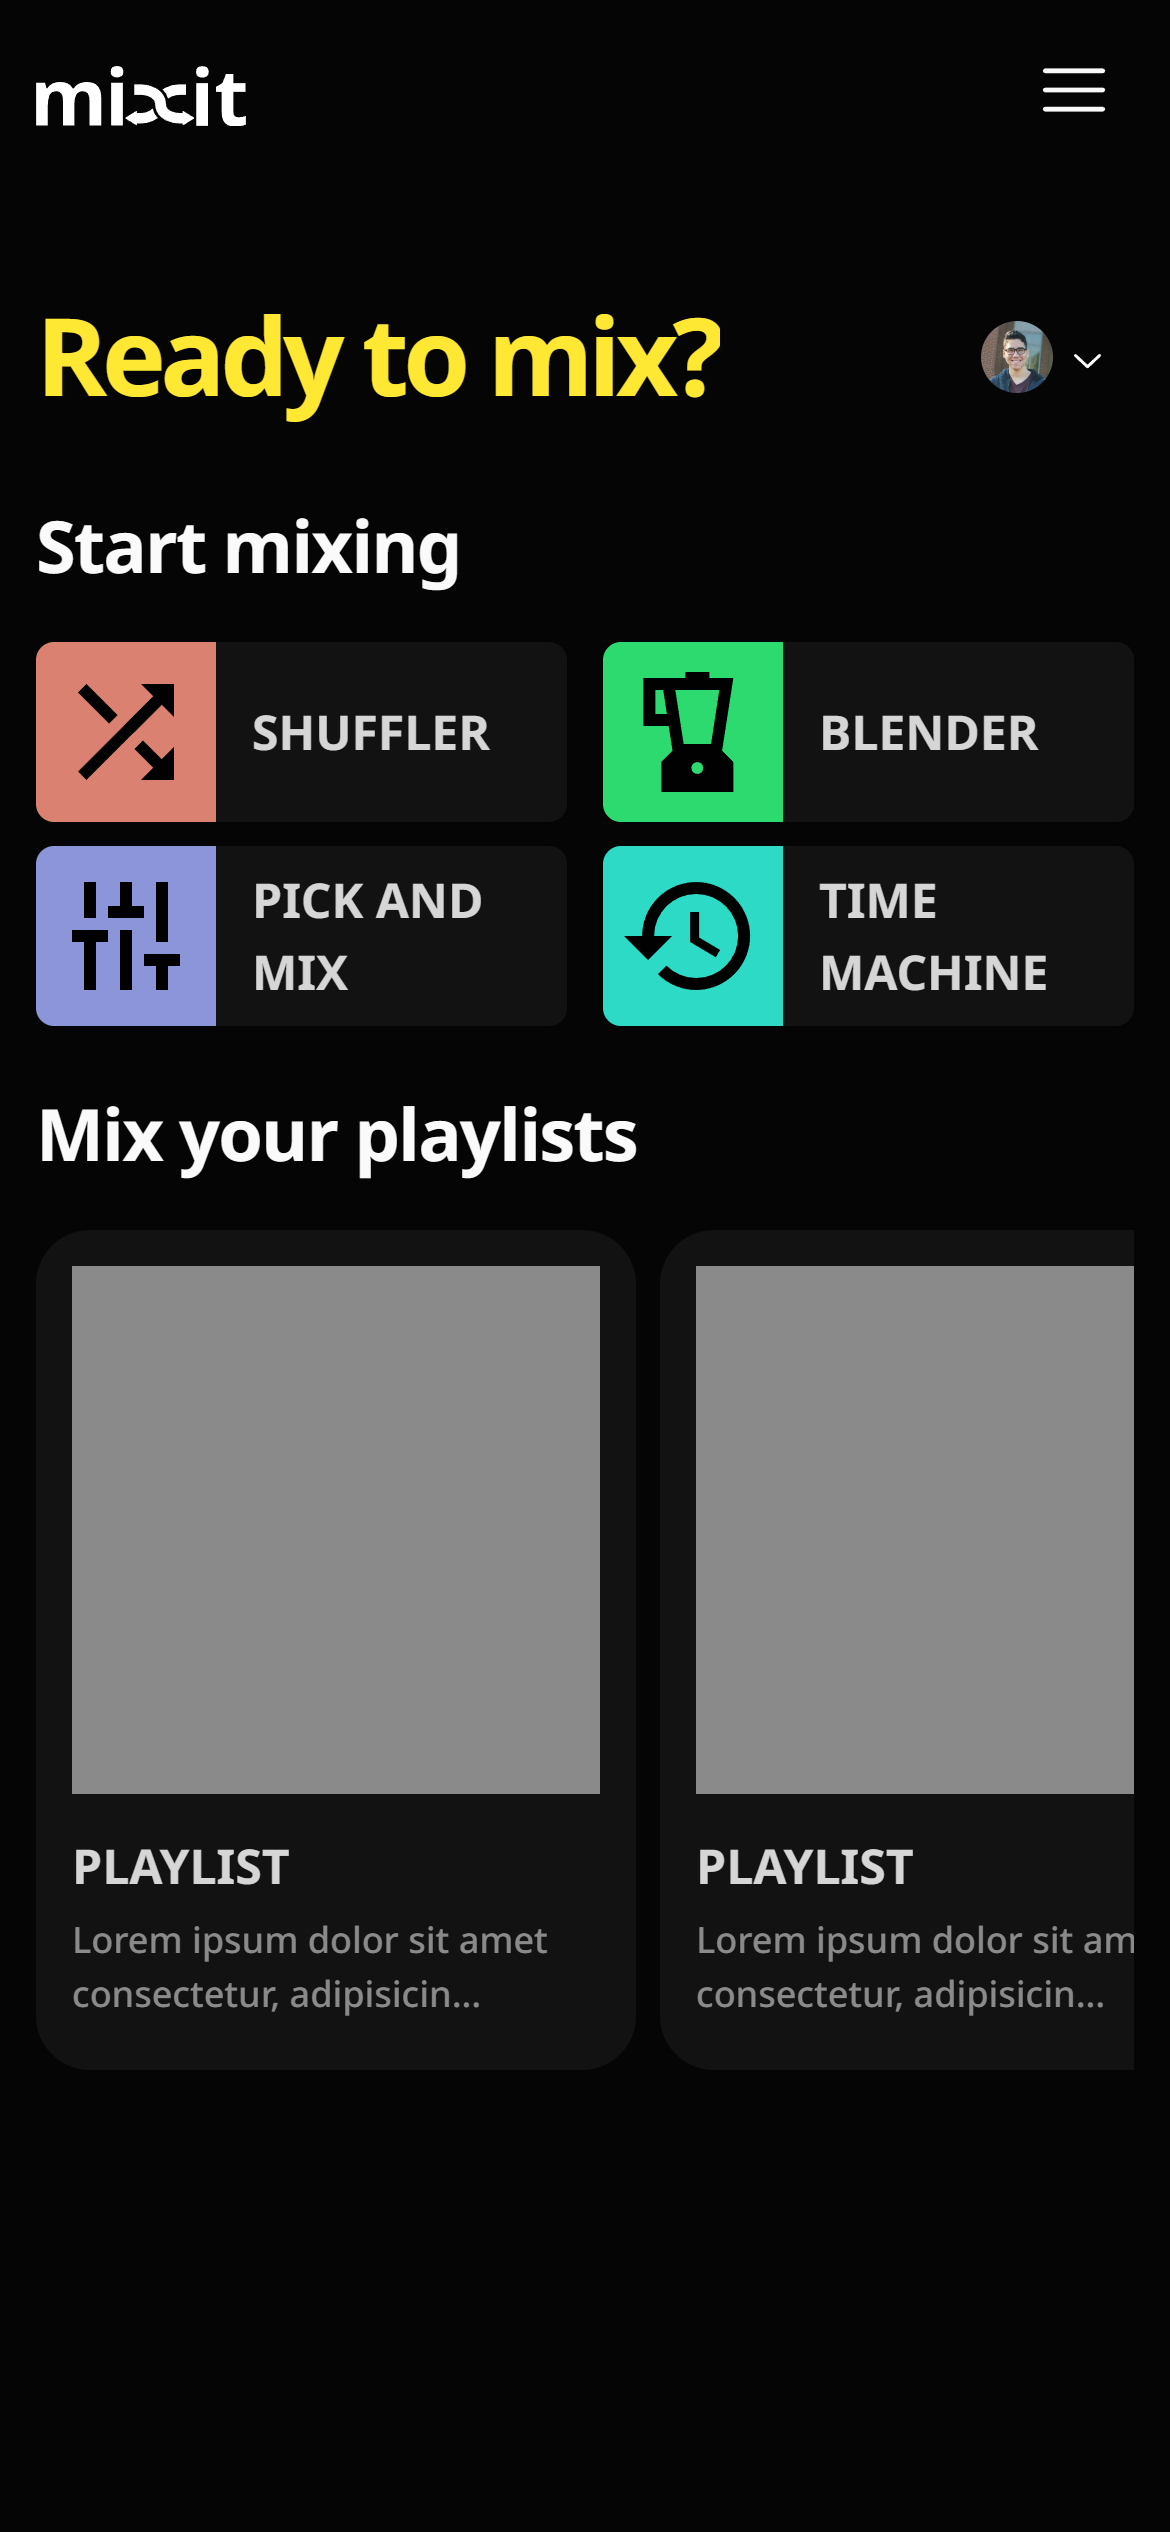 mixit
Ready to mix?
Start mixing
SHUFFLER
BLENDER
PICK AND
MIX
TIME
MACHINE
Mix your playlists
PLAYLIST
Lorem ipsum dolor sit amet
consectetur, adipisicin...
PLAYLIST
Lorem ipsum dolor sit am
consectetur, adipisicin...